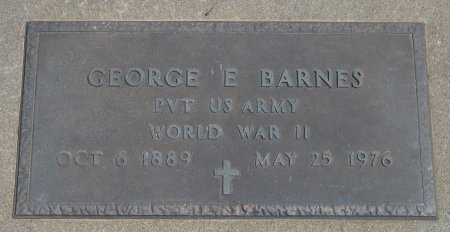 GEORGE E BARNES
PVT US ARMY
WORLD WAR II
OCT 6 1889 MAY 25 1976